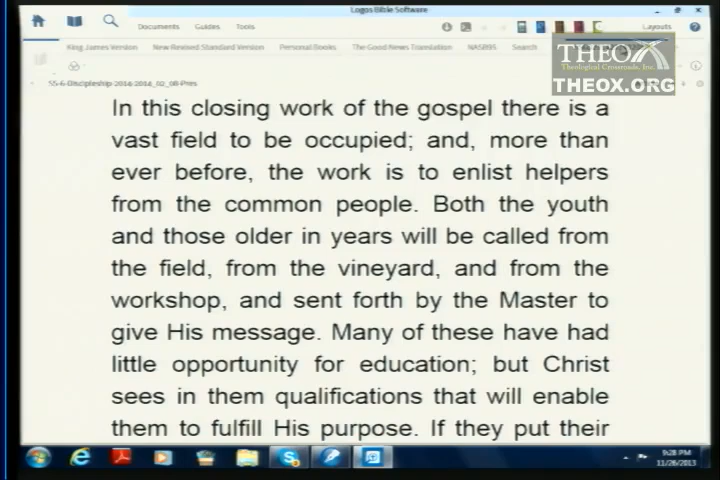 Logos Bible Software
Documents Guides Tools Layouts
King James Version New Revised Standard Version Personal Books The Good News Translation NASB95 Search
THEOX
Theological Crossroads, Inc.
THEOX.ORG
In this closing work of the gospel there is a
vast field to be occupied; and, more than
ever before, the work is to enlist helpers
from the common people. Both the youth
and those older in years will be called from
the field, from the vineyard, and from the
workshop, and sent forth by the Master to
give His message. Many of these have had
little opportunity for education; but Christ
sees in them qualifications that will enable
them to fulfill His purpose. If they put their
9:28 PM
11/26/2013